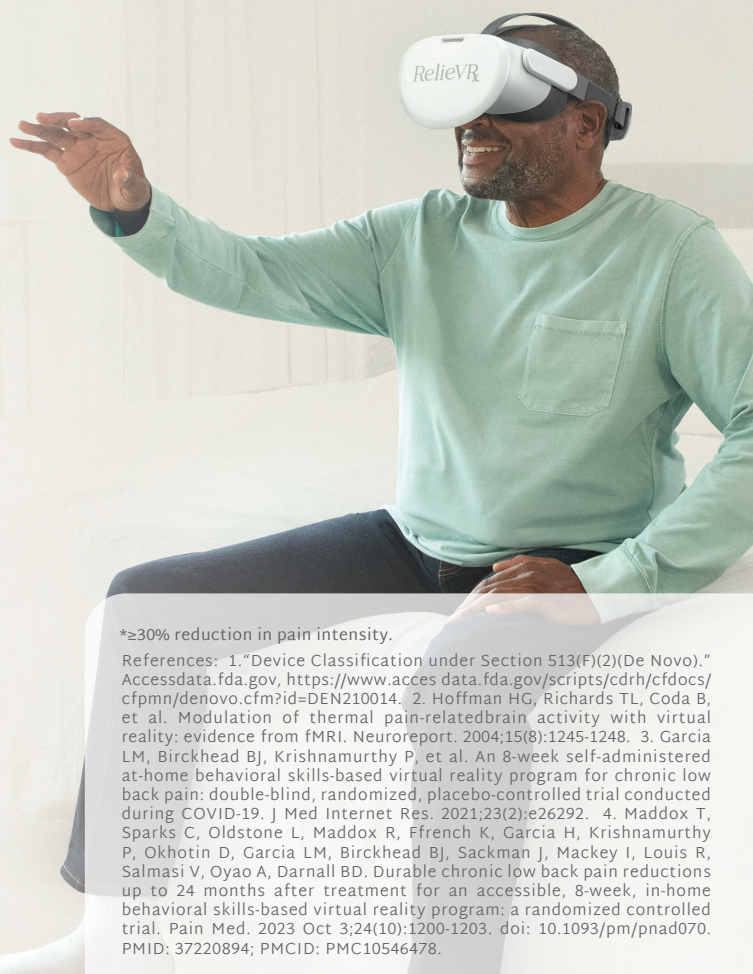 RelieVRx
*≥30% reduction in pain intensity.
References: 1.“Device Classification under Section 513(F)(2)(De Novo).”
Accessdata.fda.gov, https://www.acces data.fda.gov/scripts/cdrh/cfdocs/
cfpmn/denovo.cfm?id=DEN210014. 2. Hoffman HG, Richards TL, Coda B,
et al. Modulation of thermal pain-relatedbrain activity with virtual
reality: evidence from fMRI. Neuroreport. 2004;15(8):1245-1248. 3. Garcia
LM, Birckhead BJ, Krishnamurthy P, et al. An 8-week self-administered
at-home behavioral skills-based virtual reality program for chronic low
back pain: double-blind, randomized, placebo-controlled trial conducted
during COVID-19. J Med Internet Res. 2021;23(2):e26292. 4. Maddox T,
Sparks C, Oldstone L, Maddox R, Ffrench K, Garcia H, Krishnamurthy
P, Okhotin D, Garcia LM, Birckhead BJ, Sackman J, Mackey I, Louis R,
Salmasi V, Oyao A, Darnall BD. Durable chronic low back pain reductions
up to 24 months after treatment for an accessible, 8-week, in-home
behavioral skills-based virtual reality program: a randomized controlled
trial. Pain Med. 2023 Oct 3;24(10):1200-1203. doi: 10.1093/pm/pnad070.
PMID: 37220894; PMCID: PMC10546478.